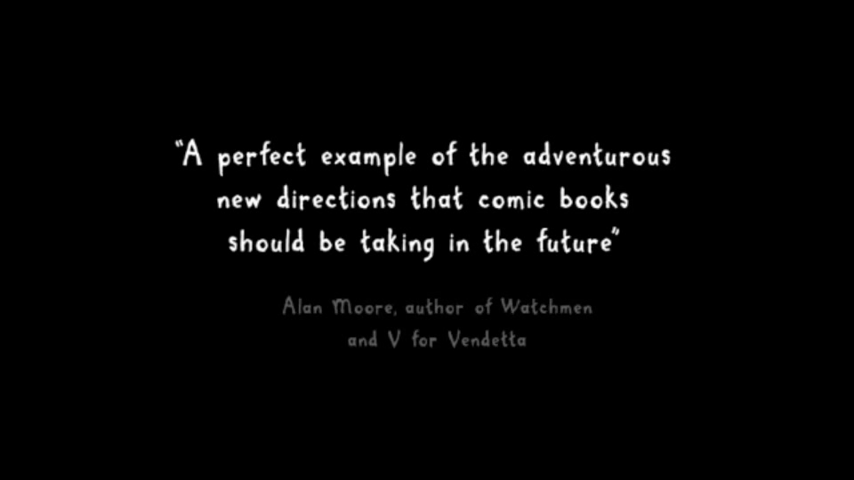 "A perfect example of the adventurous
new directions that comic books
should be taking in the future"
Alan Moore, author of Watchmen
and V for Vendetta